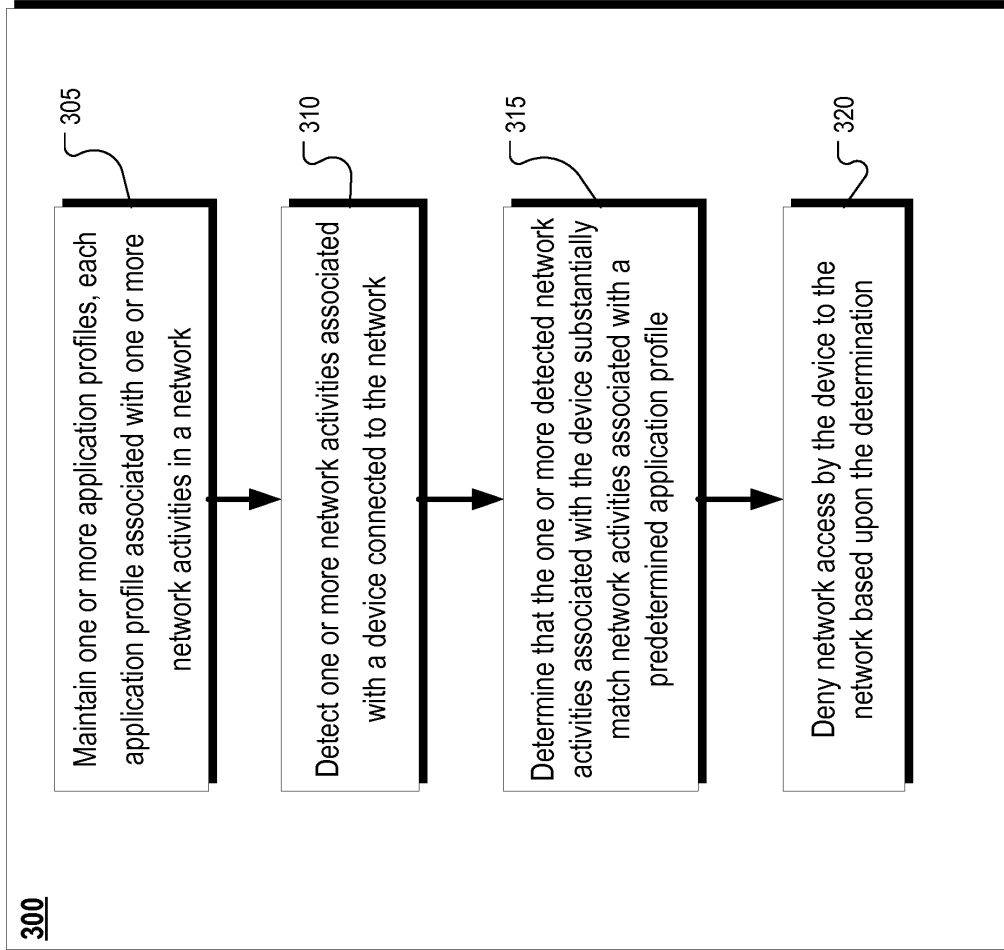 300
Maintain one or more application profiles, each
application profile associated with one or more
network activities in a network
305
Detect one or more network activities associated
with a device connected to the network
310
Determine that the one or more detected network
activities associated with the device substantially
match network activities associated with a
predetermined application profile
315
Deny network access by the device to the
network based upon the determination
320